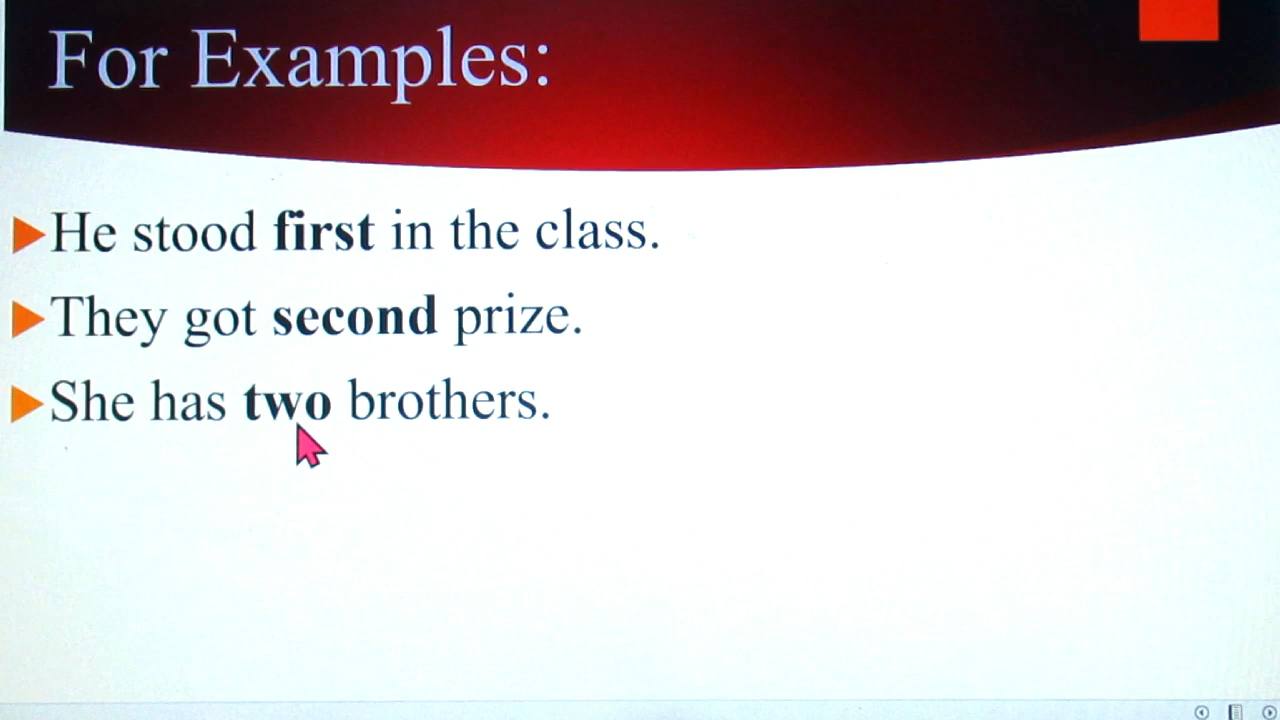 For Examples:
He stood first in the class.
They got second prize.
She has two brothers.